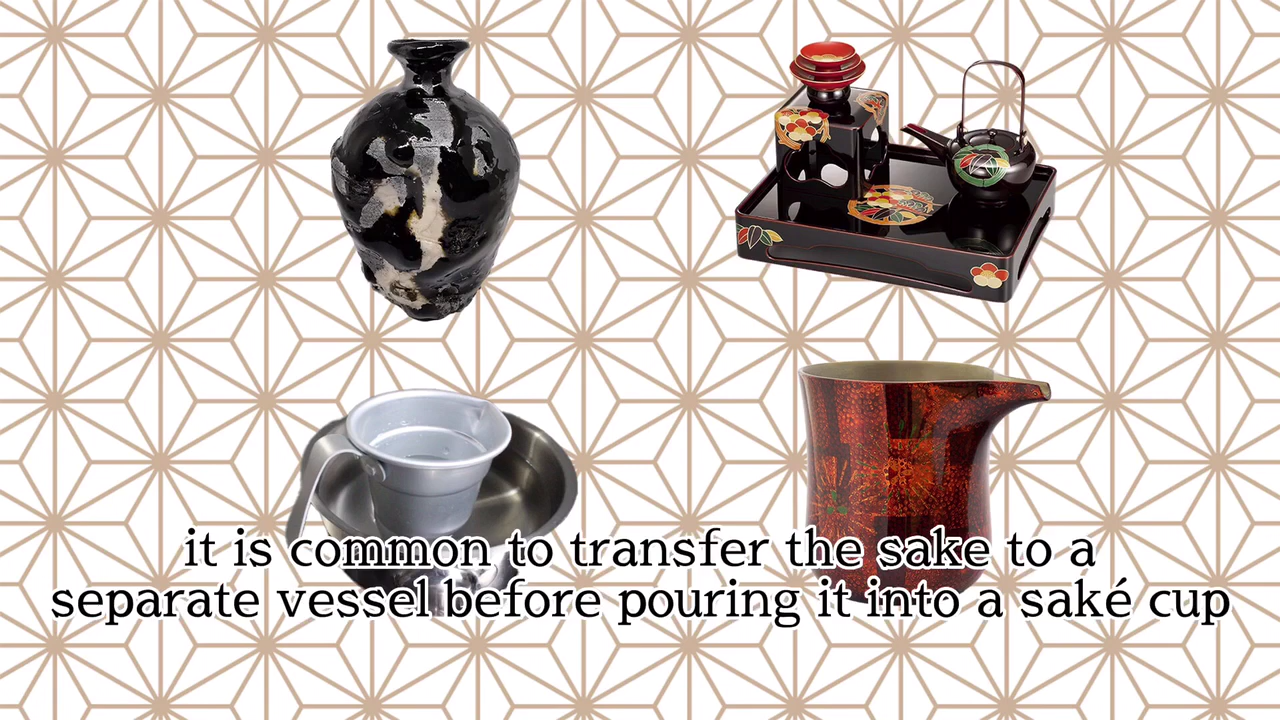 it is common to transfer the sake to a
separate vessel before pouring it into a saké cup